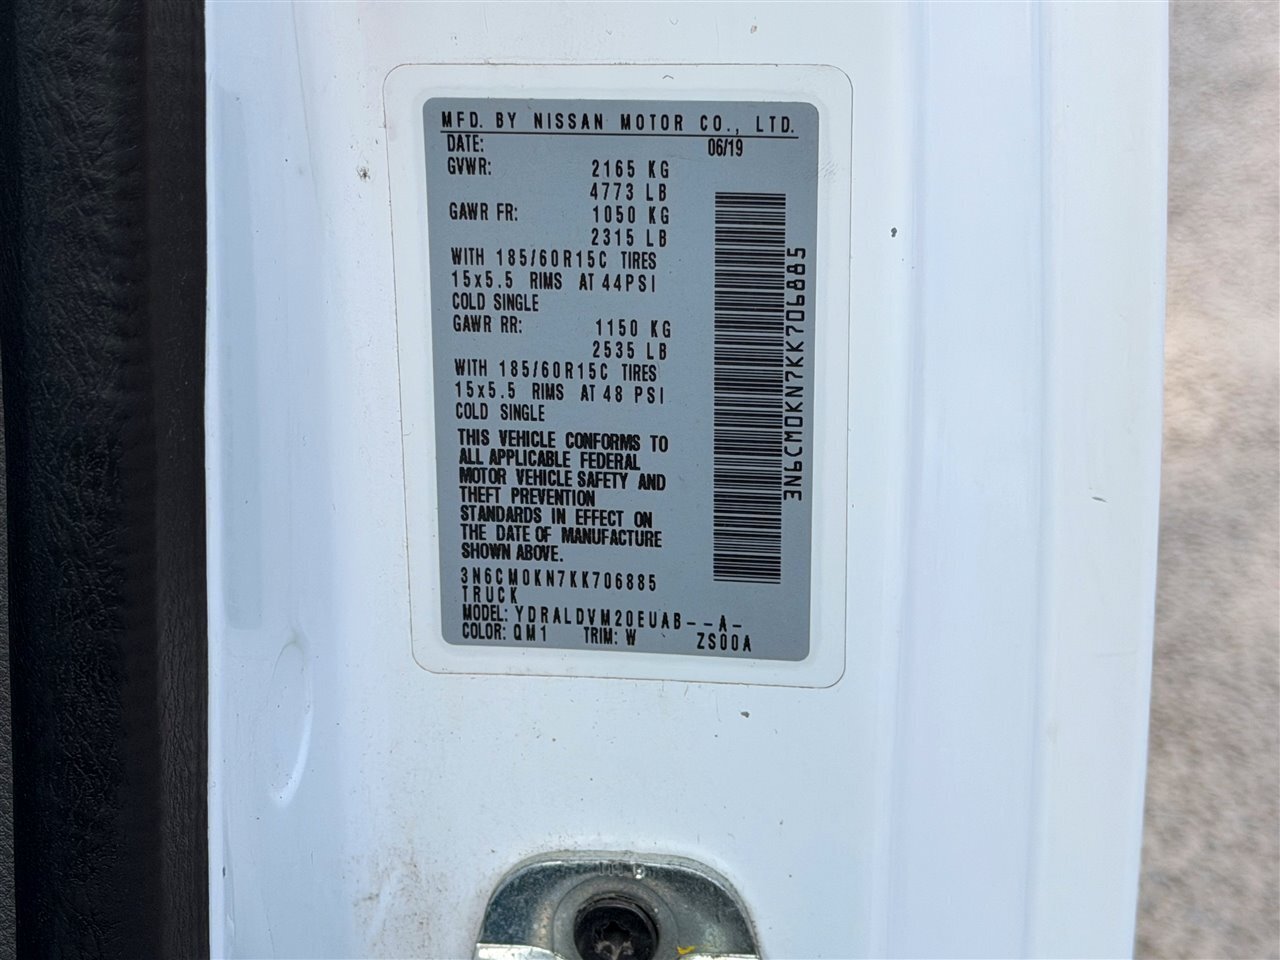 MFD. BY NISSAN MOTOR CO., LTD.
DATE: 06/19
GVWR: 2165 KG
4773 LB
GAWR FR: 1050 KG
2315 LB
WITH 185/60R15C TIRES
15x5.5 RIMS AT 44PSI
COLD SINGLE
GAWR RR: 1150 KG
2535 LB
WITH 185/60R15C TIRES
15x5.5 RIMS AT 48 PSI
COLD SINGLE
THIS VEHICLE CONFORMS TO
ALL APPLICABLE FEDERAL
MOTOR VEHICLE SAFETY AND
THEFT PREVENTION
STANDARDS IN EFFECT ON
THE DATE OF MANUFACTURE
SHOWN ABOVE.
3N6CM0KN7KK706885
TRUCK
MODEL: YDRALDVM20EUAB--A-
COLOR: QM1 TRIM: W ZS00A
3N6CM0KN7KK706885